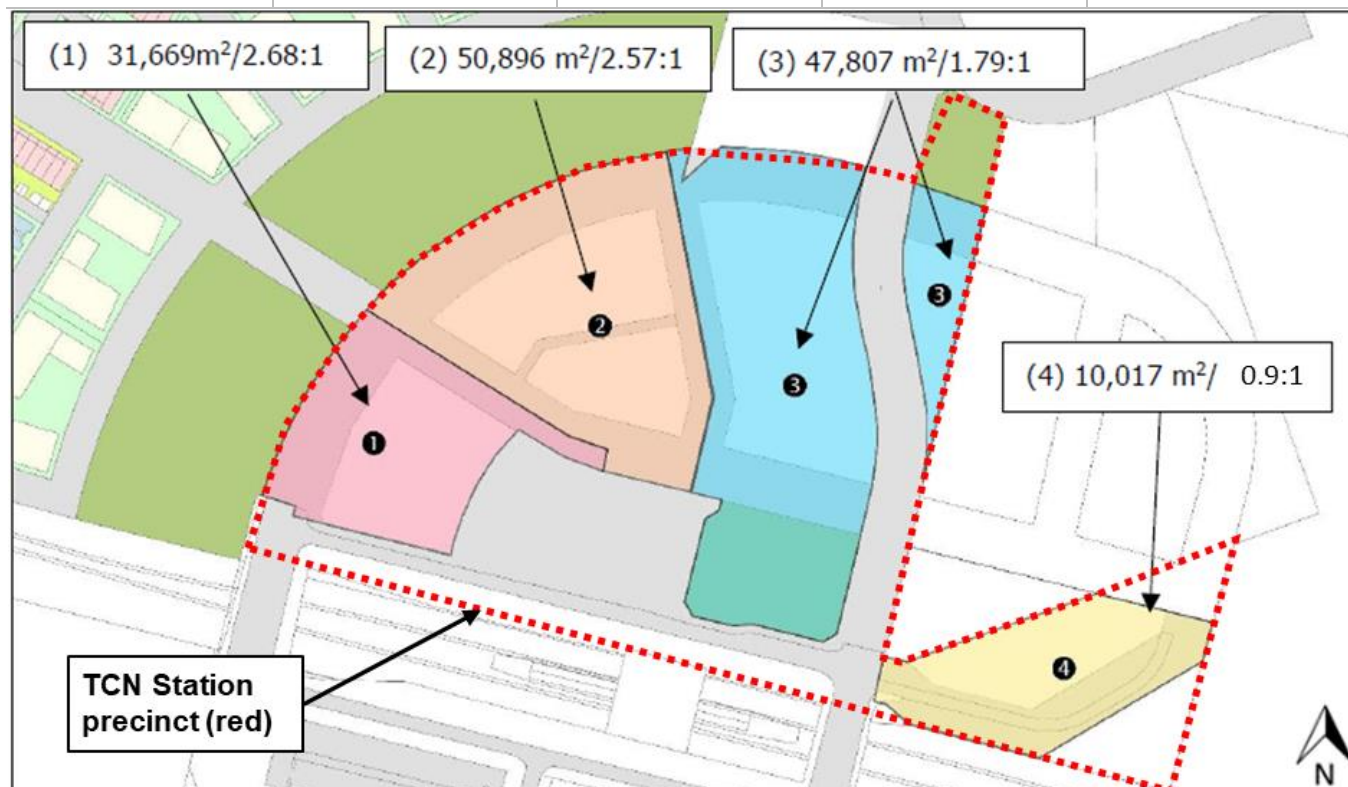 (1) 31,669m²/2.68:1
(2) 50,896 m²/2.57:1
(3) 47,807 m²/1.79:1
❸
(4) 10,017 m²/ 0.9:1
❷
❸
❶
❹
TCN Station
precinct (red)
N